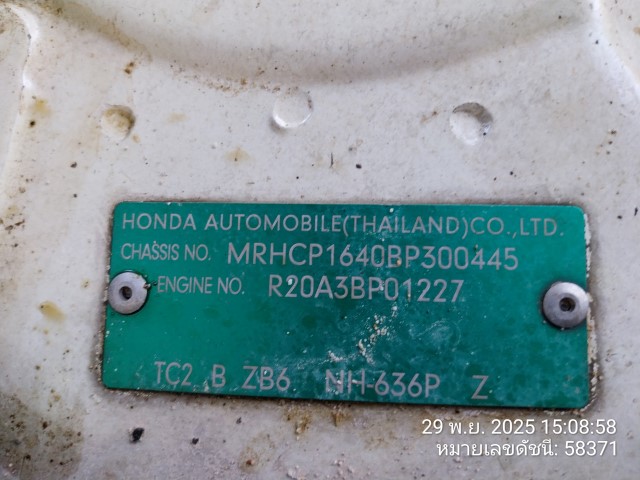 HONDA AUTOMOBILE(THAILAND)CO.,LTD.
CHASSIS NO. MRHCP1640BP300445
ENGINE NO. R20A3BP01227
TC2 B ZB6 NH-636P Z
29 พ.ย. 2025 15:08:58
หมายเลขดัชนี: 58371